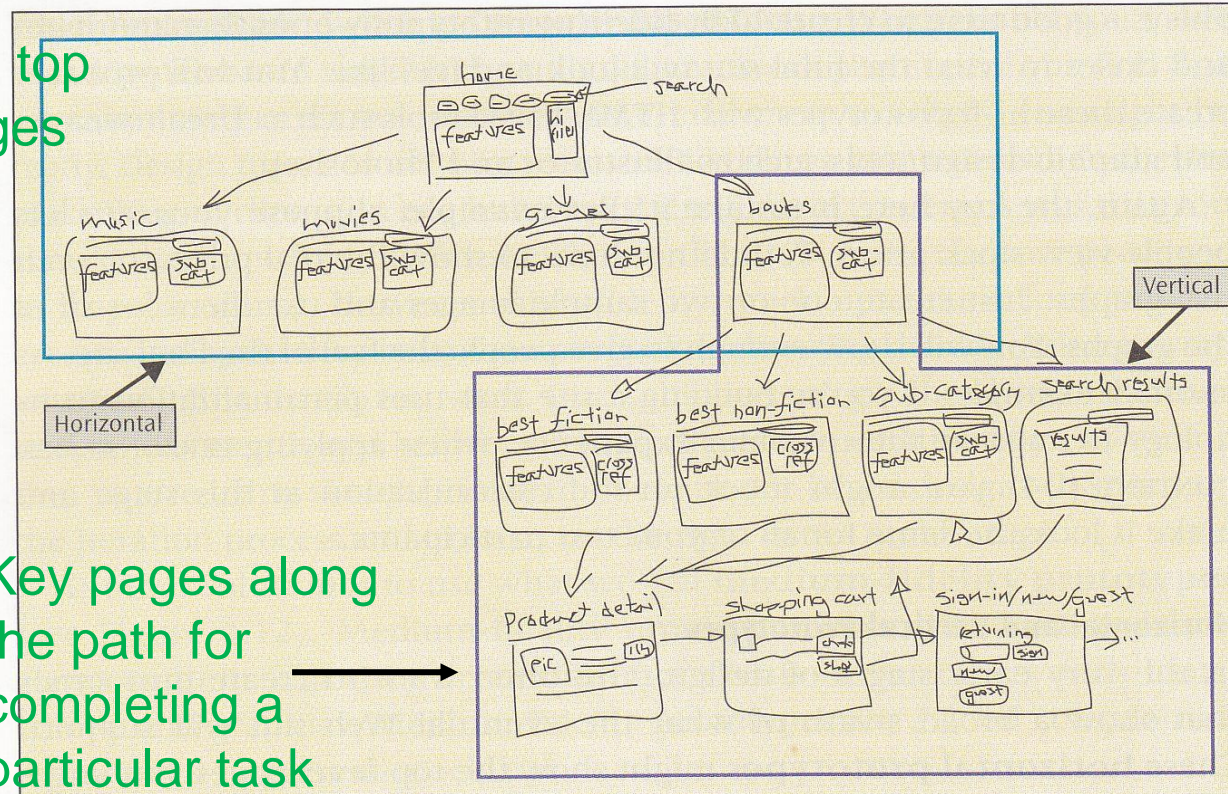 top
ges
home
search
features
hi
music
movies
games
books
features
sub-
cat
features
sub-
cat
features
sub-
cat
features
sub-
cat
Vertical
Horizontal
best fiction
best non-fiction
sub-category
search results
features
cross
ref
features
cross
ref
features
sub-
cat
results
Key pages along
the path for
completing a
particular task
Product detail
shopping cart
sign-in/new/guest
pic
shop
returning
sign
new
guest
...